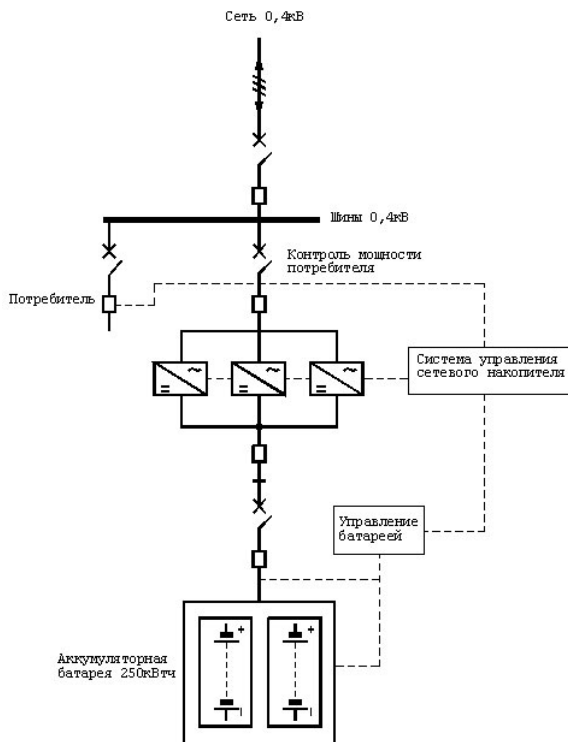 Сеть 0,4кВ
Шины 0,4кВ
Контроль мощности
потребителя
Потребитель
Система управления
сетевого накопителя
Управление
батареей
Аккумуляторная
батарея 250кВтч